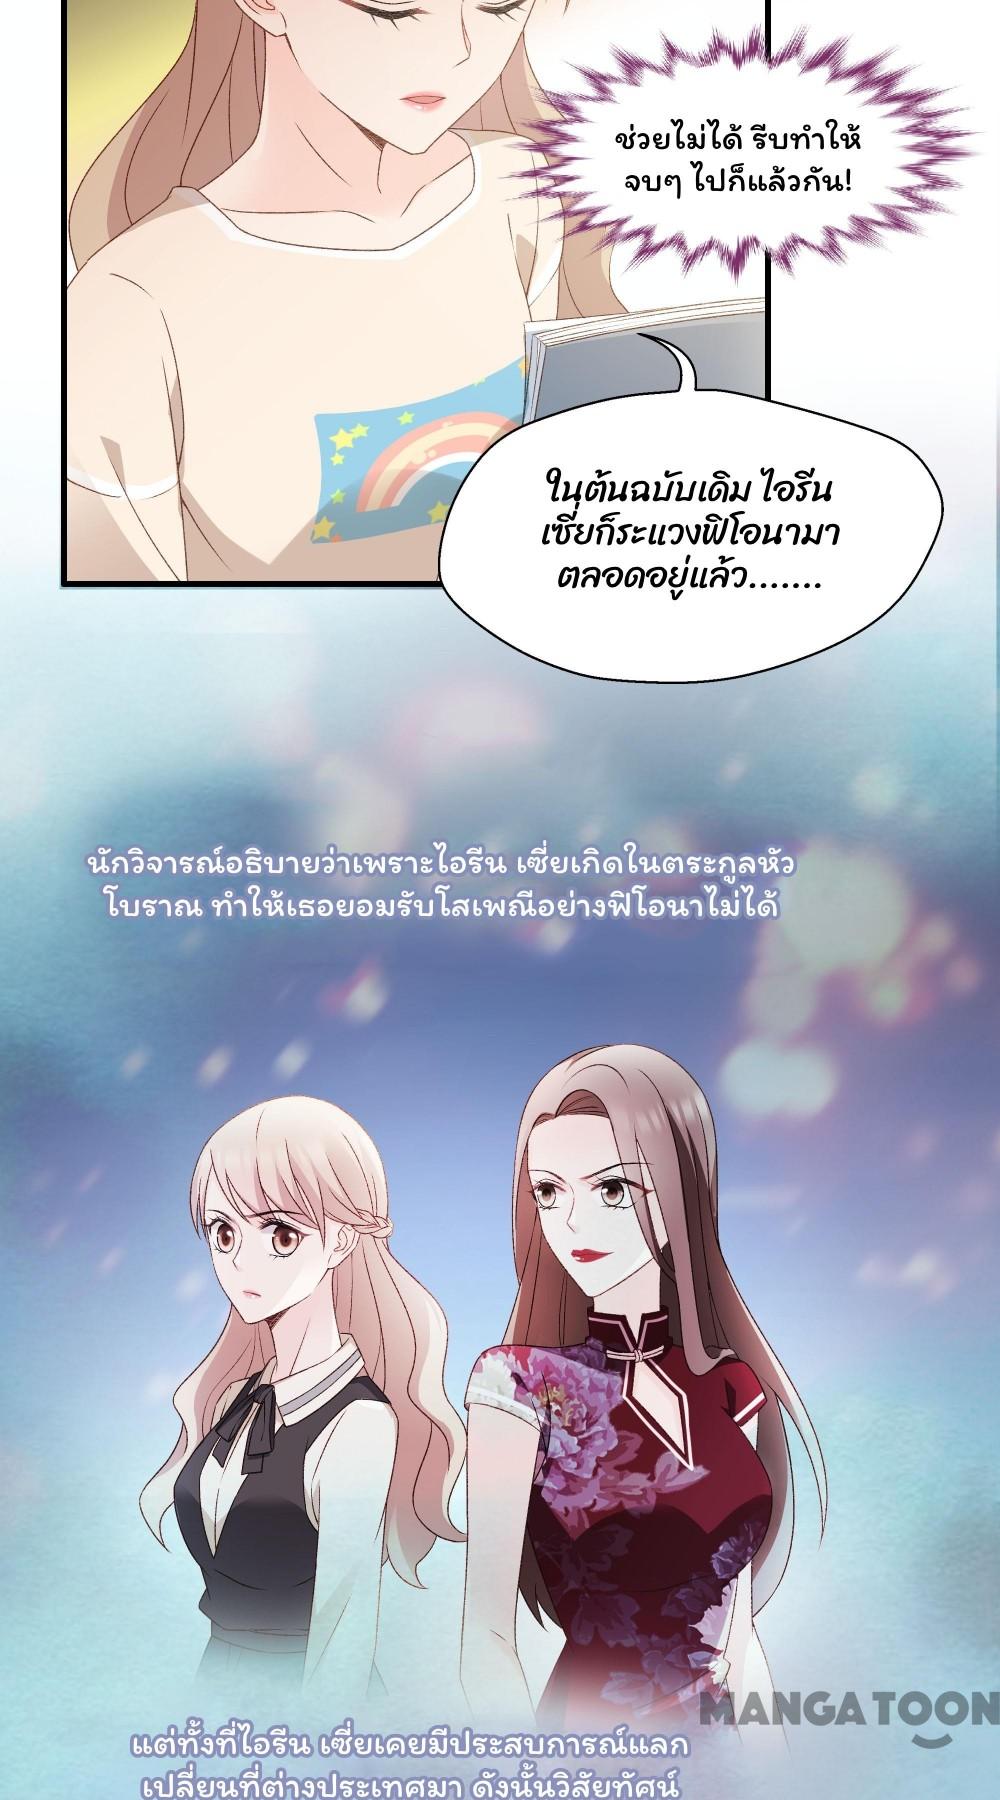 ช่วยไม่ได้ รีบทำให้
จบๆ ไปก็แล้วกัน!
ในต้นฉบับเดิม ไอรีน
เซี่ยก็ระแวงฟิโอนามา
ตลอดอยู่แล้ว.......
นักวิจารณ์อธิบายว่าเพราะไอรีน เซี่ยเกิดในตระกูลหัว
โบราณ ทำให้เธอยอมรับโสเพณีอย่างฟิโอนาไม่ได้
MANGATOON
แต่ทั้งที่ไอรีน เซี่ยเคยมีประสบการณ์แลก
เปลี่ยนที่ต่างประเทศมา ดังนั้นวิสัยทัศน์